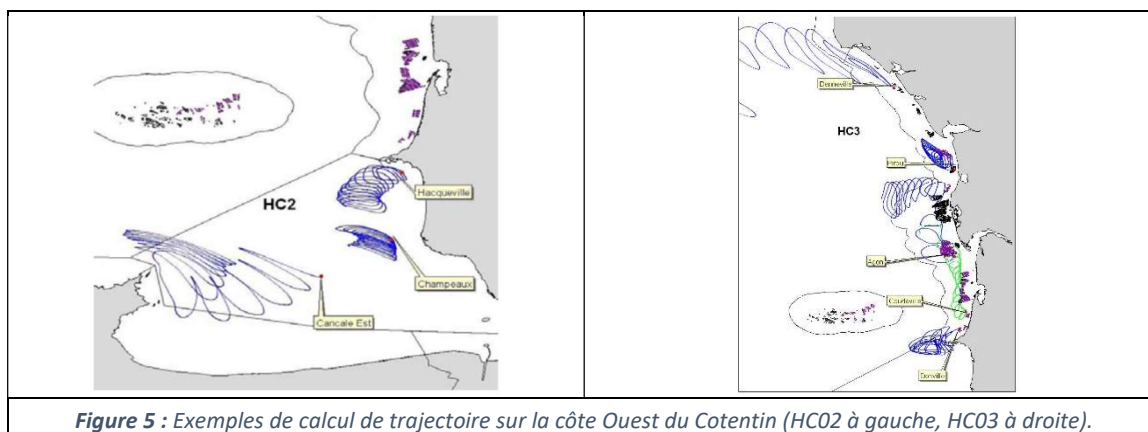 HC2
Hacqueville
Champeaux
Cancale Est
HC3
Denneville
Pirou
Agon
Donville
Figure 5 : Exemples de calcul de trajectoire sur la côte Ouest du Cotentin (HC02 à gauche, HC03 à droite).